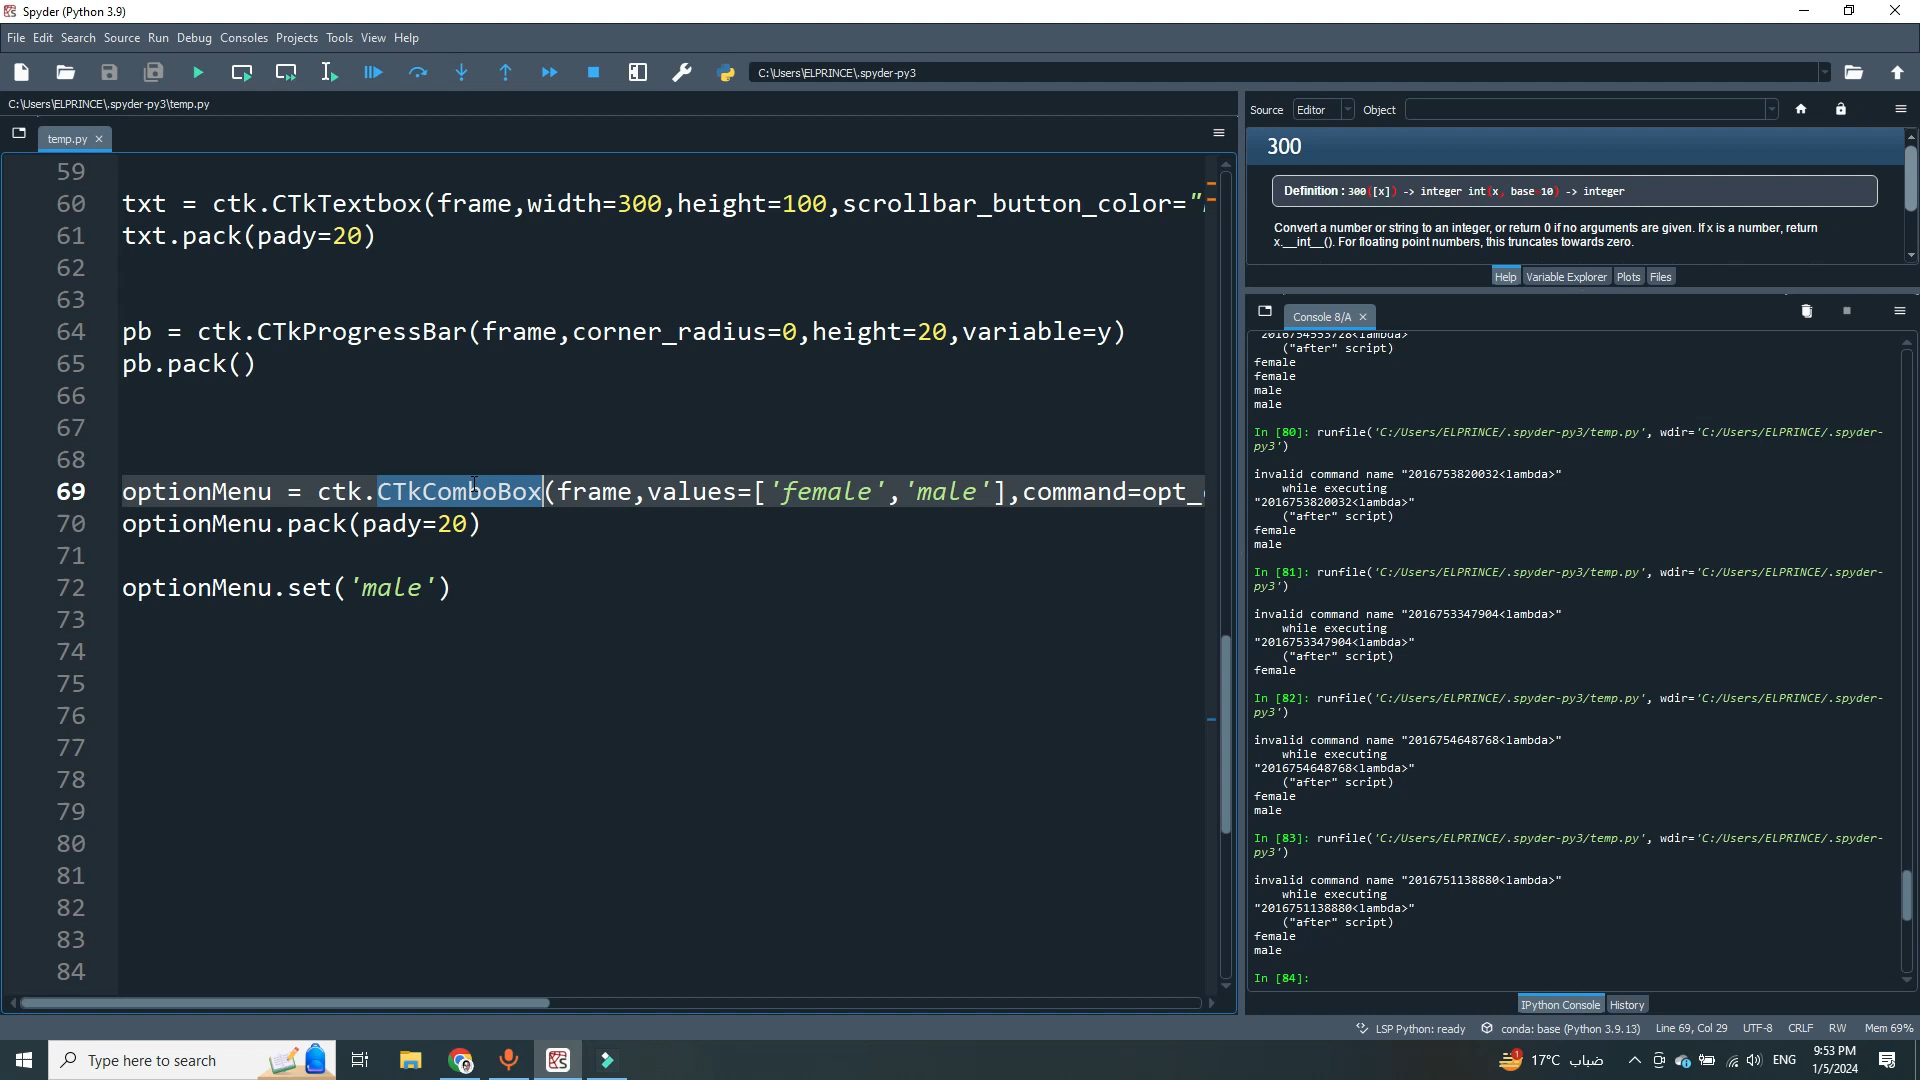 Spyder (Python 3.9)
File Edit Search Source Run Debug Consoles Projects Tools View Help
C:\Users\ELPRINCE\.spyder-py3
C:\Users\ELPRINCE\.spyder-py3\temp.py
temp.py
59
60 txt = ctk.CTkTextbox(frame,width=300,height=100,scrollbar_button_color="
61 txt.pack(pady=20)
62
63
64 pb = ctk.CTkProgressBar(frame,corner_radius=0,height=20,variable=y)
65 pb.pack()
66
67
68
69 optionMenu = ctk.CTkComboBox(frame,values=['female','male'],command=opt_
70 optionMenu.pack(pady=20)
71
72 optionMenu.set('male')
73
74
75
76
77
78
79
80
81
82
83
84
Source Editor Object
300
Definition : 300([x]) -> integer int(x, base=10) -> integer
Convert a number or string to an integer, or return 0 if no arguments are given. If x is a number, return
x.__int__(). For floating point numbers, this truncates towards zero.
Help Variable Explorer Plots Files
Console 8/A
("after" script)
female
female
male
male
In [80]: runfile('C:/Users/ELPRINCE/.spyder-py3/temp.py', wdir='C:/Users/ELPRINCE/.spyder-
py3')
invalid command name "2016753820032<lambda>"
while executing
"2016753820032<lambda>"
("after" script)
female
male
In [81]: runfile('C:/Users/ELPRINCE/.spyder-py3/temp.py', wdir='C:/Users/ELPRINCE/.spyder-
py3')
invalid command name "2016753347904<lambda>"
while executing
"2016753347904<lambda>"
("after" script)
female
In [82]: runfile('C:/Users/ELPRINCE/.spyder-py3/temp.py', wdir='C:/Users/ELPRINCE/.spyder-
py3')
invalid command name "2016754648768<lambda>"
while executing
"2016754648768<lambda>"
("after" script)
female
male
In [83]: runfile('C:/Users/ELPRINCE/.spyder-py3/temp.py', wdir='C:/Users/ELPRINCE/.spyder-
py3')
invalid command name "2016751138880<lambda>"
while executing
"2016751138880<lambda>"
("after" script)
female
male
In [84]:
IPython Console History
LSP Python: ready conda: base (Python 3.9.13) Line 69, Col 29 UTF-8 CRLF RW Mem 69%
Type here to search
1
17°C ضباب
ENG
9:53 PM
1/5/2024